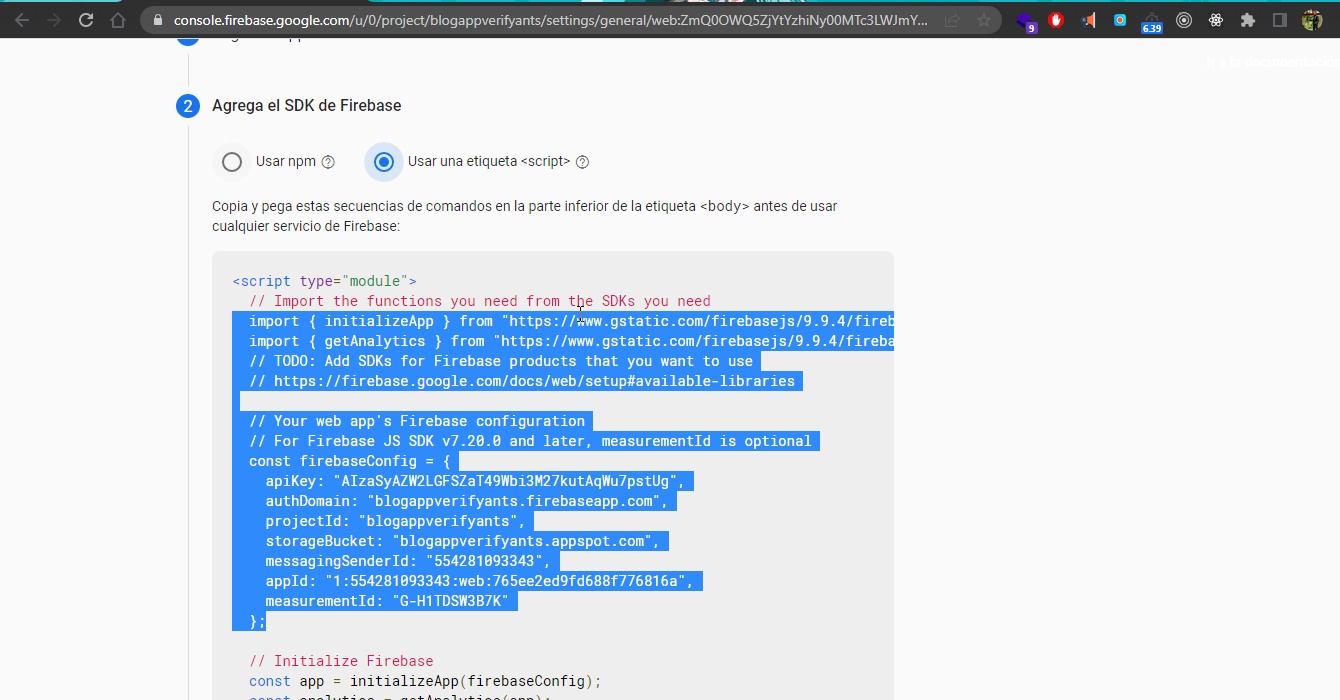 console.firebase.google.com/u/0/project/blogappverifyants/settings/general/web:ZmQ0OWQ5ZjYtYzhiNy00MTc3LWJmY...
9
6.39
Ir a la documentación
2 Agrega el SDK de Firebase
Usar npm
Usar una etiqueta <script>
Copia y pega estas secuencias de comandos en la parte inferior de la etiqueta <body> antes de usar
cualquier servicio de Firebase:
<script type="module">
// Import the functions you need from the SDKs you need
import { initializeApp } from "https://www.gstatic.com/firebasejs/9.9.4/fireb
import { getAnalytics } from "https://www.gstatic.com/firebasejs/9.9.4/fireba
// TODO: Add SDKs for Firebase products that you want to use
// https://firebase.google.com/docs/web/setup#available-libraries
// Your web app's Firebase configuration
// For Firebase JS SDK v7.20.0 and later, measurementId is optional
const firebaseConfig = {
apiKey: "AIzaSyAZW2LGFSZaT49Wbi3M27kutAqWu7pstUg",
authDomain: "blogappverifyants.firebaseapp.com",
projectId: "blogappverifyants",
storageBucket: "blogappverifyants.appspot.com",
messagingSenderId: "554281093343",
appId: "1:554281093343:web:765ee2ed9fd688f776816a",
measurementId: "G-H1TDSW3B7K"
};
// Initialize Firebase
const app = initializeApp(firebaseConfig);
const analytics = getAnalytics(app);